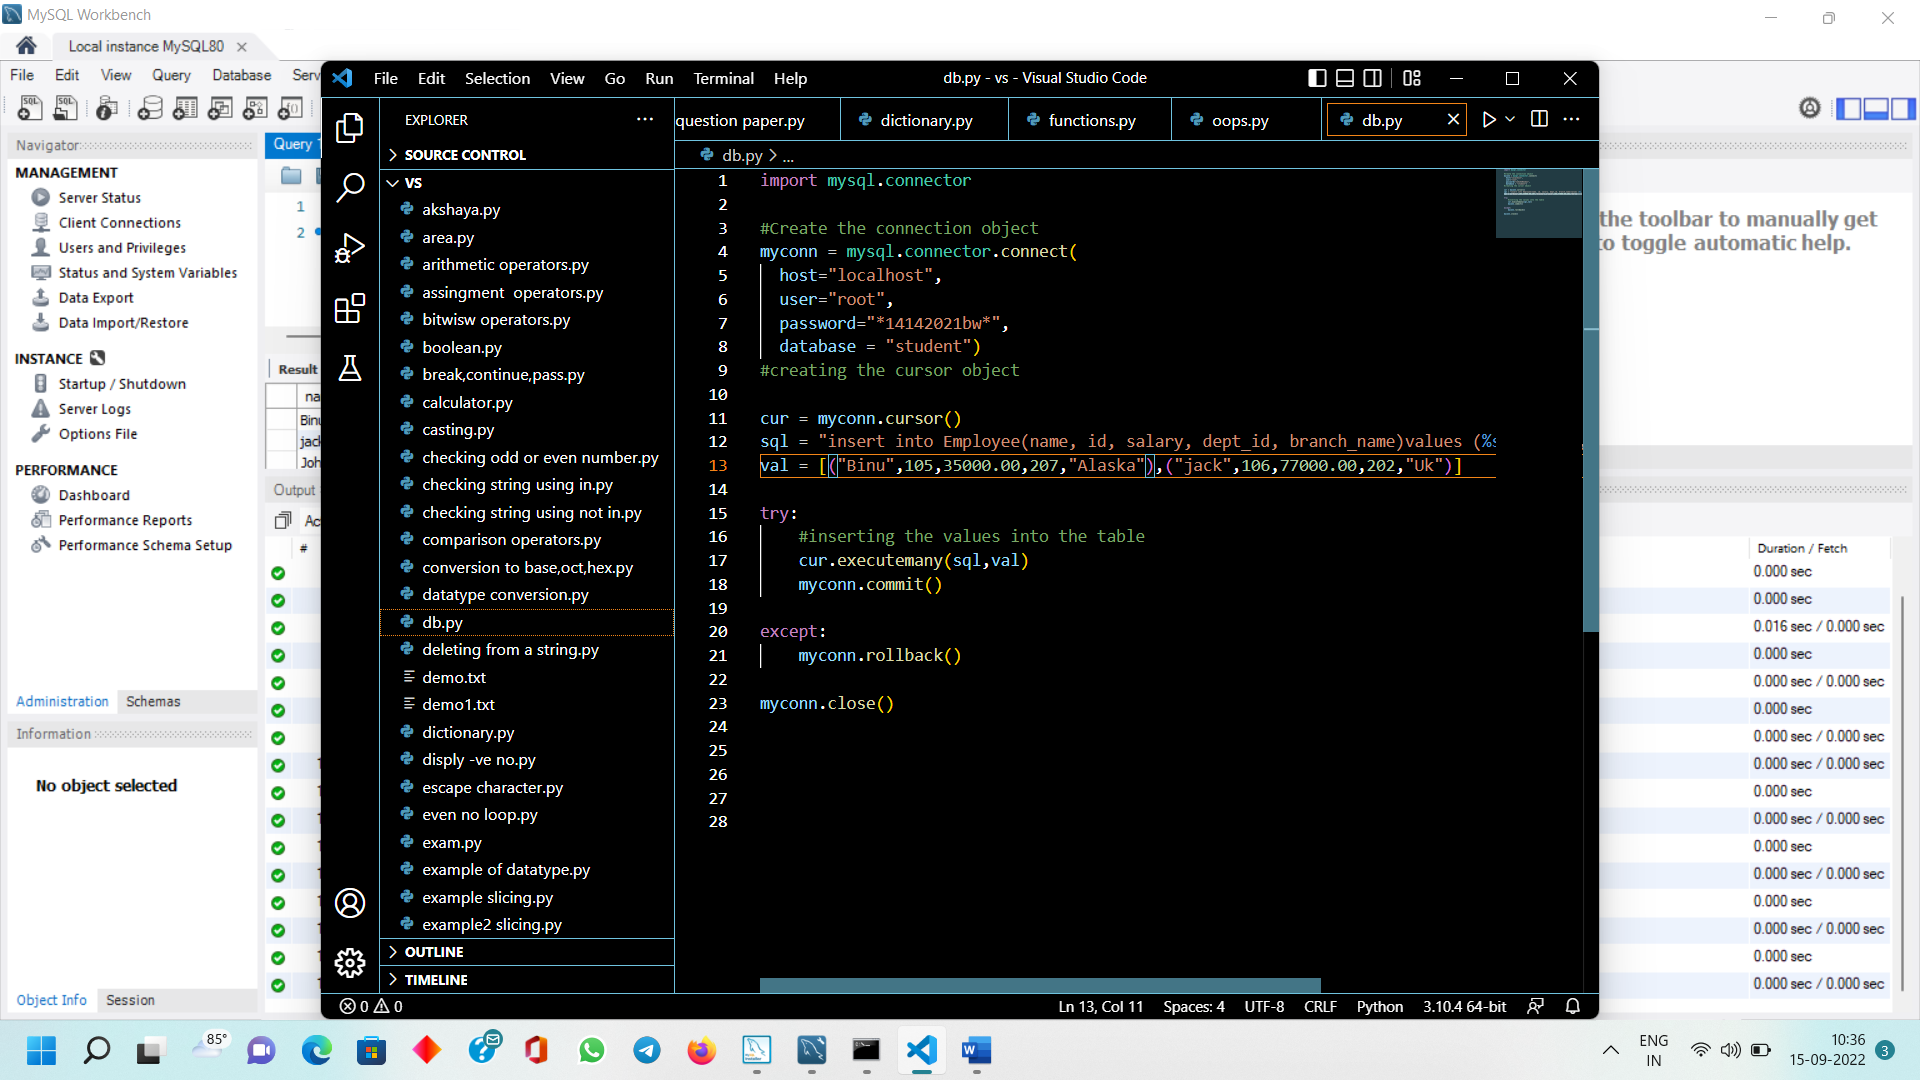 MySQL Workbench
Local instance MySQL80
File Edit View Query Database Serv
Navigator
MANAGEMENT
Server Status
Client Connections
Users and Privileges
Status and System Variables
Data Export
Data Import/Restore
INSTANCE
Startup / Shutdown
Server Logs
Options File
PERFORMANCE
Dashboard
Performance Reports
Performance Schema Setup
Administration Schemas
Information
No object selected
Object Info Session
Query 1
1
2
Result
na
Binu
jack
Joh
Output
Ac
#
File Edit Selection View Go Run Terminal Help
db.py - vs - Visual Studio Code
EXPLORER
SOURCE CONTROL
VS
akshaya.py
area.py
arithmetic operators.py
assingment operators.py
bitwisw operators.py
boolean.py
break,continue,pass.py
calculator.py
casting.py
checking odd or even number.py
checking string using in.py
checking string using not in.py
comparison operators.py
conversion to base,oct,hex.py
datatype conversion.py
db.py
deleting from a string.py
demo.txt
demo1.txt
dictionary.py
disply -ve no.py
escape character.py
even no loop.py
exam.py
example of datatype.py
example slicing.py
example2 slicing.py
OUTLINE
TIMELINE
question paper.py dictionary.py functions.py oops.py db.py
db.py > ...
1 import mysql.connector
2
3 #Create the connection object
4 myconn = mysql.connector.connect(
5 host="localhost",
6 user="root",
7 password="*14142021bw*",
8 database = "student")
9 #creating the cursor object
10
11 cur = myconn.cursor()
12 sql = "insert into Employee(name, id, salary, dept_id, branch_name)values (%s
13 val = [("Binu",105,35000.00,207,"Alaska"),("jack",106,77000.00,202,"Uk")]
14
15 try:
16 #inserting the values into the table
17 cur.executemany(sql,val)
18 myconn.commit()
19
20 except:
21 myconn.rollback()
22
23 myconn.close()
24
25
26
27
28
0 0
Ln 13, Col 11 Spaces: 4 UTF-8 CRLF Python 3.10.4 64-bit
the toolbar to manually get
to toggle automatic help.
Duration / Fetch
0.000 sec
0.000 sec
0.016 sec / 0.000 sec
0.000 sec
0.000 sec / 0.000 sec
0.000 sec
0.000 sec / 0.000 sec
0.000 sec / 0.000 sec
0.000 sec
0.000 sec / 0.000 sec
0.000 sec
0.000 sec / 0.000 sec
0.000 sec
0.000 sec / 0.000 sec
0.000 sec
0.000 sec / 0.000 sec
85°
ENG
IN
10:36
15-09-2022
3